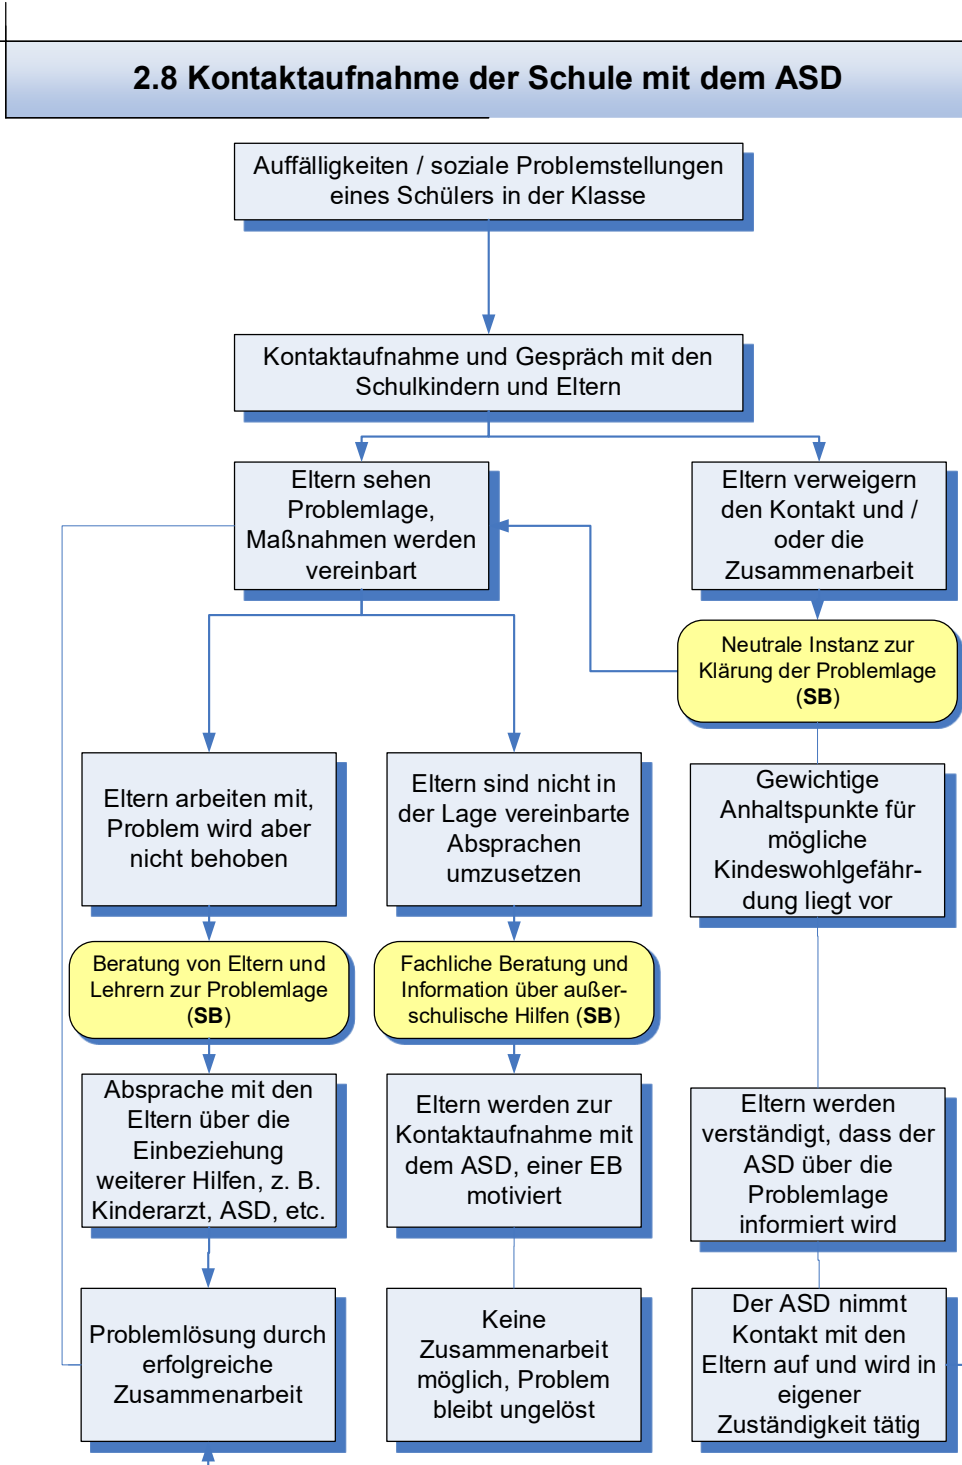 2.8 Kontaktaufnahme der Schule mit dem ASD
Auffälligkeiten / soziale Problemstellungen
eines Schülers in der Klasse
Kontaktaufnahme und Gespräch mit den
Schulkindern und Eltern
Eltern sehen
Problemlage,
Maßnahmen werden
vereinbart
Eltern verweigern
den Kontakt und /
oder die
Zusammenarbeit
Neutrale Instanz zur
Klärung der Problemlage
(SB)
Eltern arbeiten mit,
Problem wird aber
nicht behoben
Eltern sind nicht in
der Lage vereinbarte
Absprachen
umzusetzen
Gewichtige
Anhaltspunkte für
mögliche
Kindeswohlgefähr-
dung liegt vor
Beratung von Eltern und
Lehrern zur Problemlage
(SB)
Fachliche Beratung und
Information über außer-
schulische Hilfen (SB)
Absprache mit den
Eltern über die
Einbeziehung
weiterer Hilfen, z. B.
Kinderarzt, ASD, etc.
Eltern werden zur
Kontaktaufnahme mit
dem ASD, einer EB
motiviert
Eltern werden
verständigt, dass der
ASD über die
Problemlage
informiert wird
Problemlösung durch
erfolgreiche
Zusammenarbeit
Keine
Zusammenarbeit
möglich, Problem
bleibt ungelöst
Der ASD nimmt
Kontakt mit den
Eltern auf und wird in
eigener
Zuständigkeit tätig